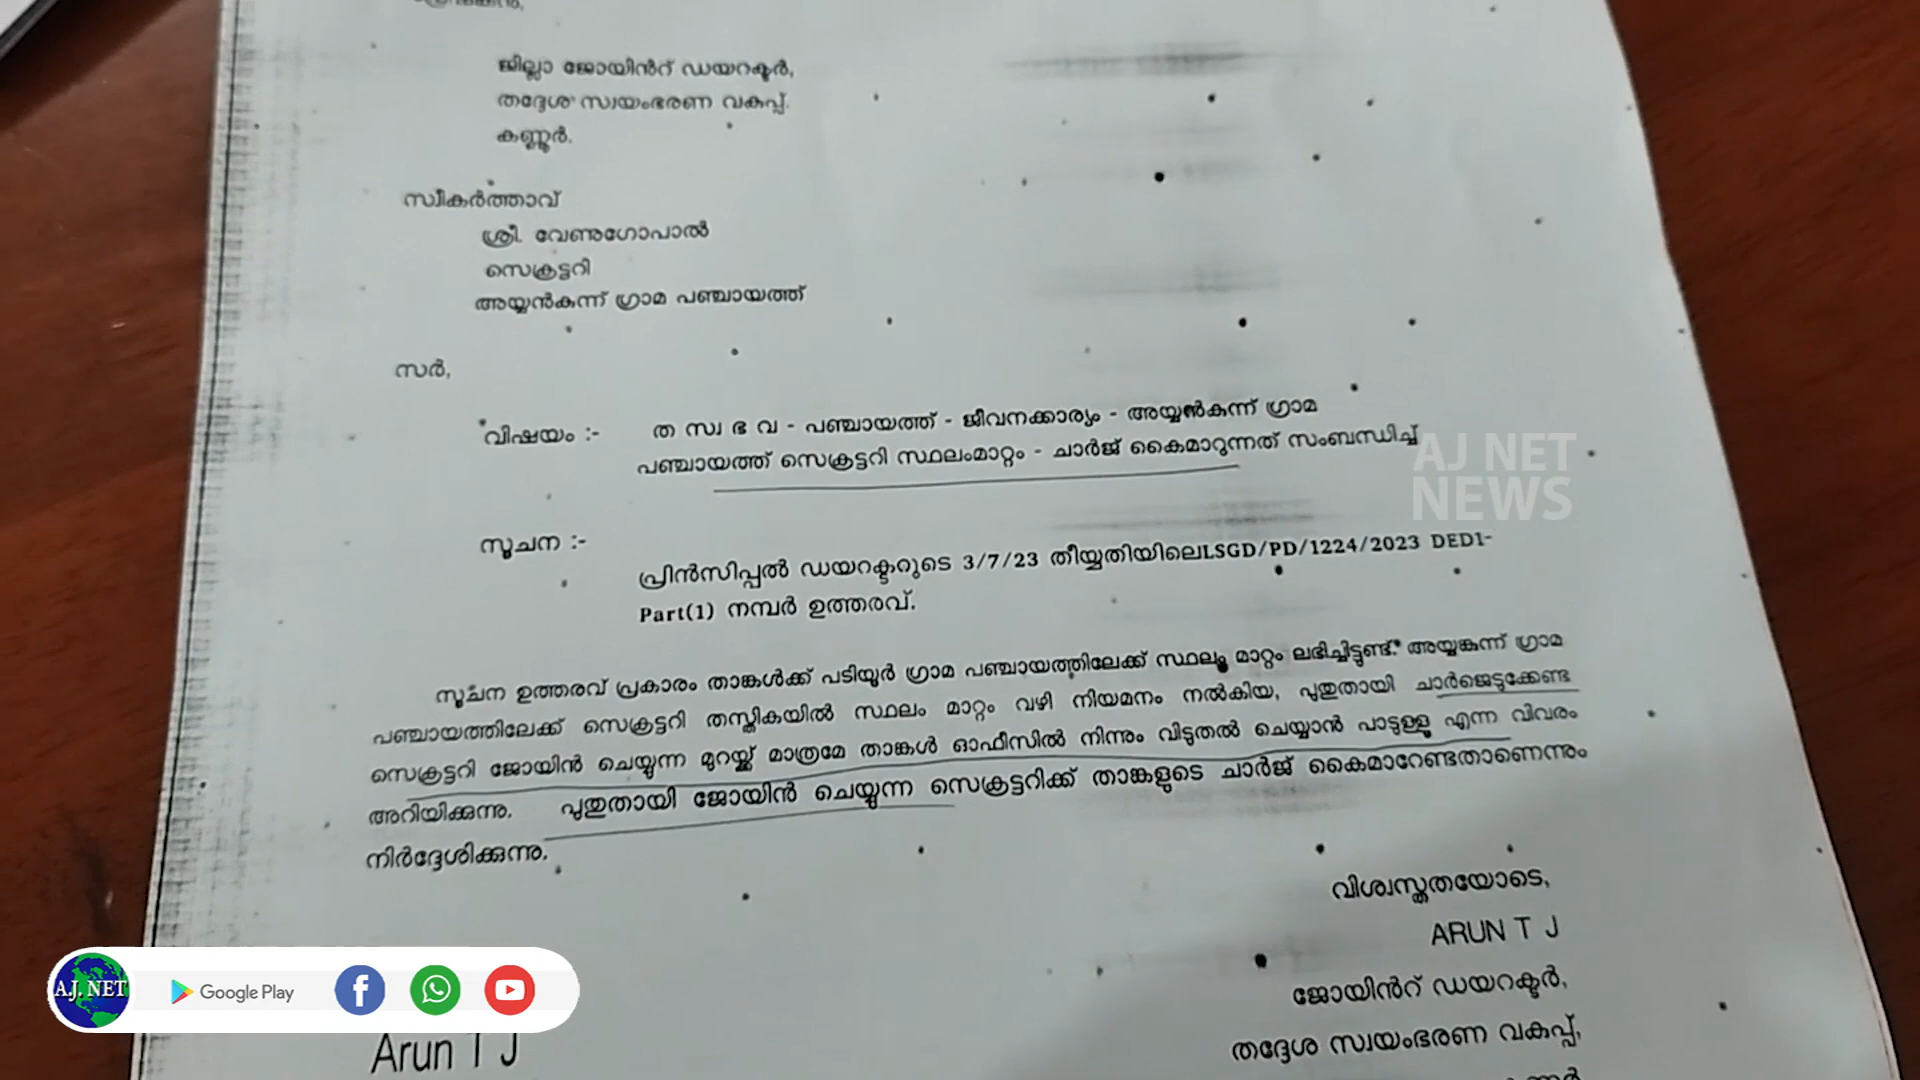 ജില്ലാ ജോയിൻറ് ഡയറക്ടർ,
തദ്ദേശ സ്വയംഭരണ വകുപ്പ്.
കണ്ണൂർ.
സ്വീകർത്താവ്
ശ്രീ. വേണുഗോപാൽ
സെക്രട്ടറി
അയ്യൻകുന്ന് ഗ്രാമ പഞ്ചായത്ത്
സർ,
വിഷയം :- ത സ്വ ഭ വ - പഞ്ചായത്ത് - ജീവനക്കാര്യം - അയ്യൻകുന്ന് ഗ്രാമ
പഞ്ചായത്ത് സെക്രട്ടറി സ്ഥലംമാറ്റം - ചാർജ് കൈമാറുന്നത് സംബന്ധിച്ച്
AJ NET
NEWS
സൂചന :-
പ്രിൻസിപ്പൽ ഡയറക്ടറുടെ 3/7/23 തീയ്യതിയിലെLSGD/PD/1224/2023 DED1-
Part(1) നമ്പർ ഉത്തരവ്.
സൂചന ഉത്തരവ് പ്രകാരം താങ്കൾക്ക് പടിയൂർ ഗ്രാമ പഞ്ചായത്തിലേക്ക് സ്ഥലം മാറ്റം ലഭിച്ചിട്ടുണ്ട്. അയ്യങ്കുന്ന് ഗ്രാമ
പഞ്ചായത്തിലേക്ക് സെക്രട്ടറി തസ്തികയിൽ സ്ഥലം മാറ്റം വഴി നിയമനം നൽകിയ, പുതുതായി ചാർജെടുക്കേണ്ട
സെക്രട്ടറി ജോയിൻ ചെയ്യുന്ന മുറയ്ക്ക് മാത്രമേ താങ്കൾ ഓഫീസിൽ നിന്നും വിടുതൽ ചെയ്യാൻ പാടുള്ളൂ എന്ന വിവരം
അറിയിക്കുന്നു. പുതുതായി ജോയിൻ ചെയ്യുന്ന സെക്രട്ടറിക്ക് താങ്കളുടെ ചാർജ് കൈമാറേണ്ടതാണെന്നും
നിർദ്ദേശിക്കുന്നു.
വിശ്വസ്തതയോടെ,
ARUN T J
ജോയിൻറ് ഡയറക്ടർ,
തദ്ദേശ സ്വയംഭരണ വകുപ്പ്,
A.J. NET
Google Play
Arun T J